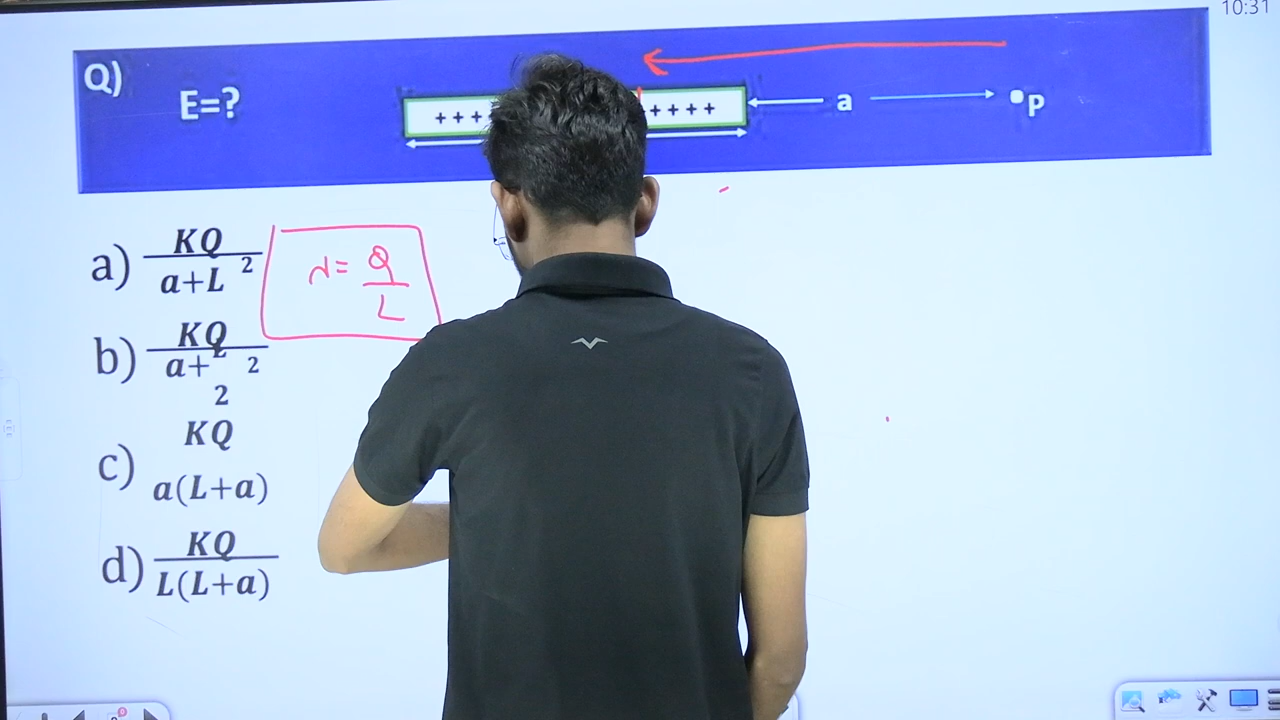 10:31
Q)
E=?
++++ ++++
a
P
a) KQ
a+L 2
λ= Q
L
b) KQ
L
a+ 2
2
c) KQ
a(L+a)
d) KQ
L(L+a)